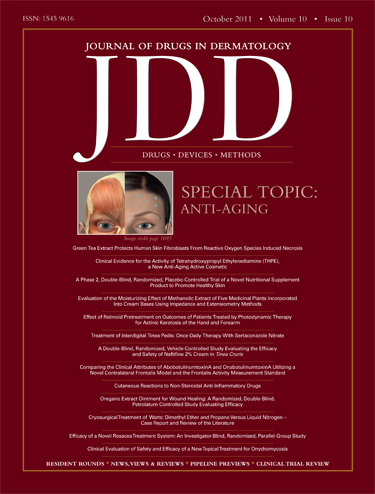 ISSN: 1545 9616
October 2011 • Volume 10 • Issue 10
JOURNAL OF DRUGS IN DERMATOLOGY
JDD
DRUGS • DEVICES • METHODS
SPECIAL TOPIC:
ANTI-AGING
Image credit page 1093
Green Tea Extract Protects Human Skin Fibroblasts From Reactive Oxygen Species Induced Necrosis
Clinical Evidence for the Activity of Tetrahydroxypropyl Ethylenediamine (THPE),
a New Anti-Aging Active Cosmetic
A Phase 2, Double-Blind, Randomized, Placebo-Controlled Trial of a Novel Nutritional Supplement
Product to Promote Healthy Skin
Evaluation of the Moisturizing Effect of Methanolic Extract of Five Medicinal Plants Incorporated
Into Cream Bases Using Impedance and Extensiometry Methods
Effect of Retinoid Pretreatment on Outcomes of Patients Treated by Photodynamic Therapy
for Actinic Keratosis of the Hand and Forearm
Treatment of Interdigital Tinea Pedis: Once-Daily Therapy With Sertaconazole Nitrate
A Double-Blind, Randomized, Vehicle-Controlled Study Evaluating the Efficacy
and Safety of Naftifine 2% Cream in Tinea Cruris
Comparing the Clinical Attributes of AbobotulinumtoxinA and OnabotulinumtoxinA Utilizing a
Novel Contralateral Frontalis Model and the Frontalis Activity Measurement Standard
Cutaneous Reactions to Non-Steroidal Anti-Inflammatory Drugs
Oregano Extract Ointment for Wound Healing: A Randomized, Double-Blind,
Petrolatum-Controlled Study Evaluating Efficacy
Cryosurgical Treatment of Warts: Dimethyl Ether and Propane Versus Liquid Nitrogen –
Case Report and Review of the Literature
Efficacy of a Novel Rosacea Treatment System: An Investigator-Blind, Randomized, Parallel-Group Study
Clinical Evaluation of Safety and Efficacy of a New Topical Treatment for Onychomycosis
RESIDENT ROUNDS * NEWS, VIEWS & REVIEWS * PIPELINE PREVIEWS * CLINICAL TRIAL REVIEW